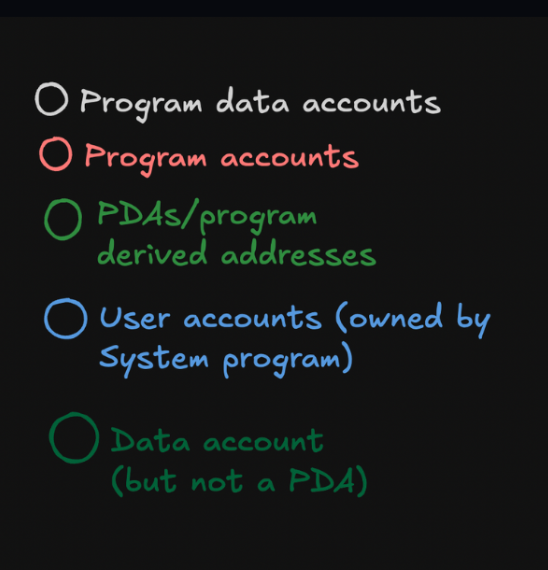 Program data accounts
Program accounts
PDAs/program
derived addresses
User accounts (owned by
System program)
Data account
(but not a PDA)